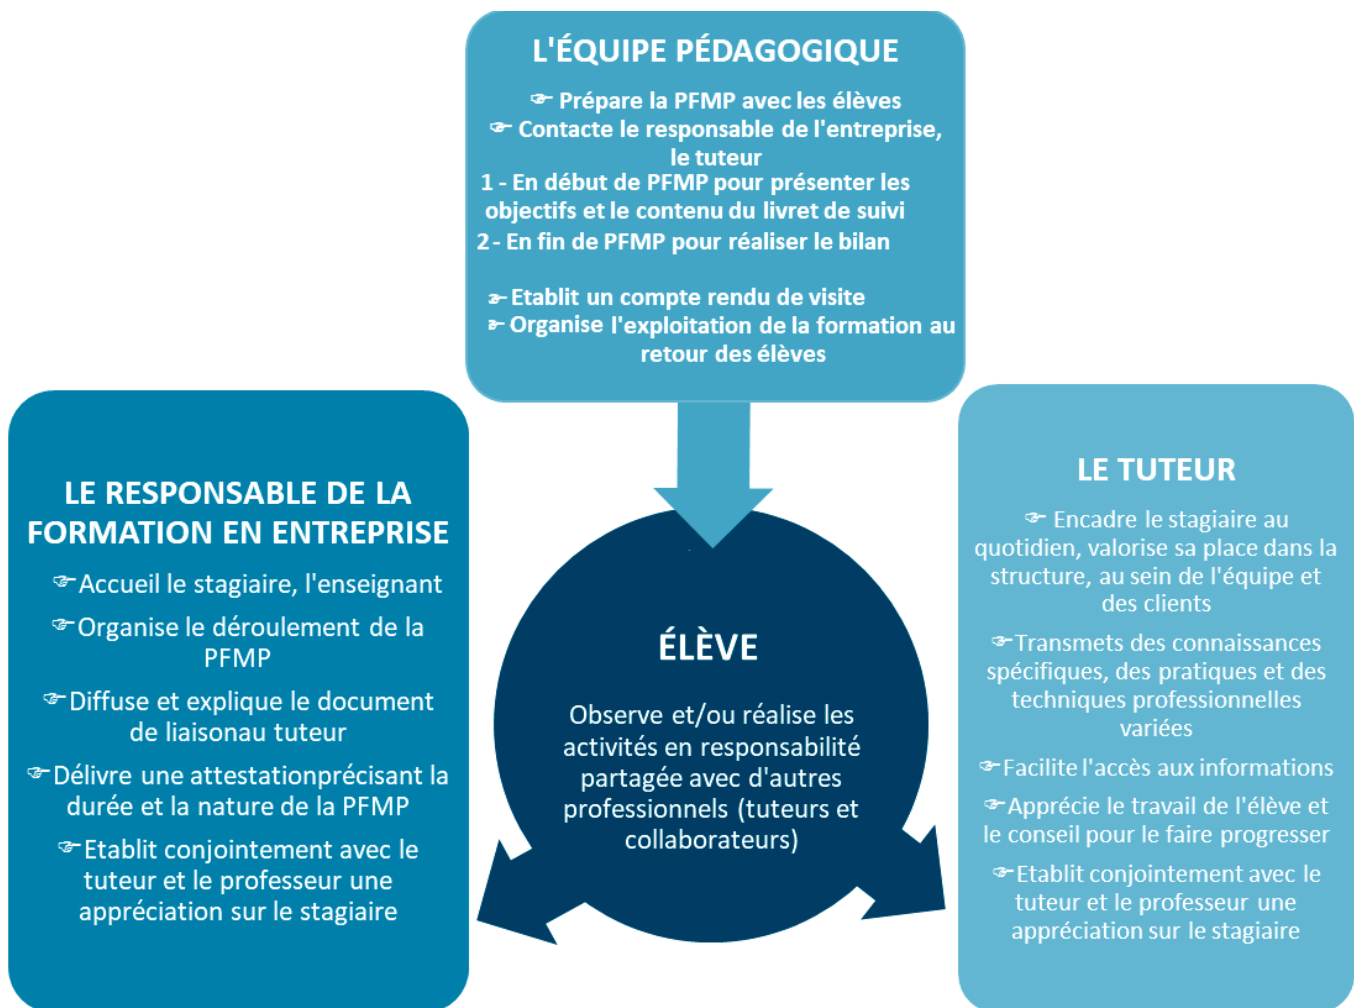 L'ÉQUIPE PÉDAGOGIQUE
☞ Prépare la PFMP avec les élèves
☞ Contacte le responsable de l'entreprise,
le tuteur
1 - En début de PFMP pour présenter les
objectifs et le contenu du livret de suivi
2 - En fin de PFMP pour réaliser le bilan
☞ Etablit un compte rendu de visite
☞ Organise l'exploitation de la formation au
retour des élèves
LE RESPONSABLE DE LA
FORMATION EN ENTREPRISE
☞ Accueil le stagiaire, l'enseignant
☞ Organise le déroulement de la
PFMP
☞ Diffuse et explique le document
de liaisonau tuteur
☞ Délivre une attestationprécisant la
durée et la nature de la PFMP
☞ Etablit conjointement avec le
tuteur et le professeur une
appréciation sur le stagiaire
ÉLÈVE
Observe et/ou réalise les
activités en responsabilité
partagée avec d'autres
professionnels (tuteurs et
collaborateurs)
LE TUTEUR
☞ Encadre le stagiaire au
quotidien, valorise sa place dans la
structure, au sein de l'équipe et
des clients
☞ Transmets des connaissances
spécifiques, des pratiques et des
techniques professionnelles
variées
☞ Facilite l'accès aux informations
☞ Apprécie le travail de l'élève et
le conseil pour le faire progresser
☞ Etablit conjointement avec le
tuteur et le professeur une
appréciation sur le stagiaire